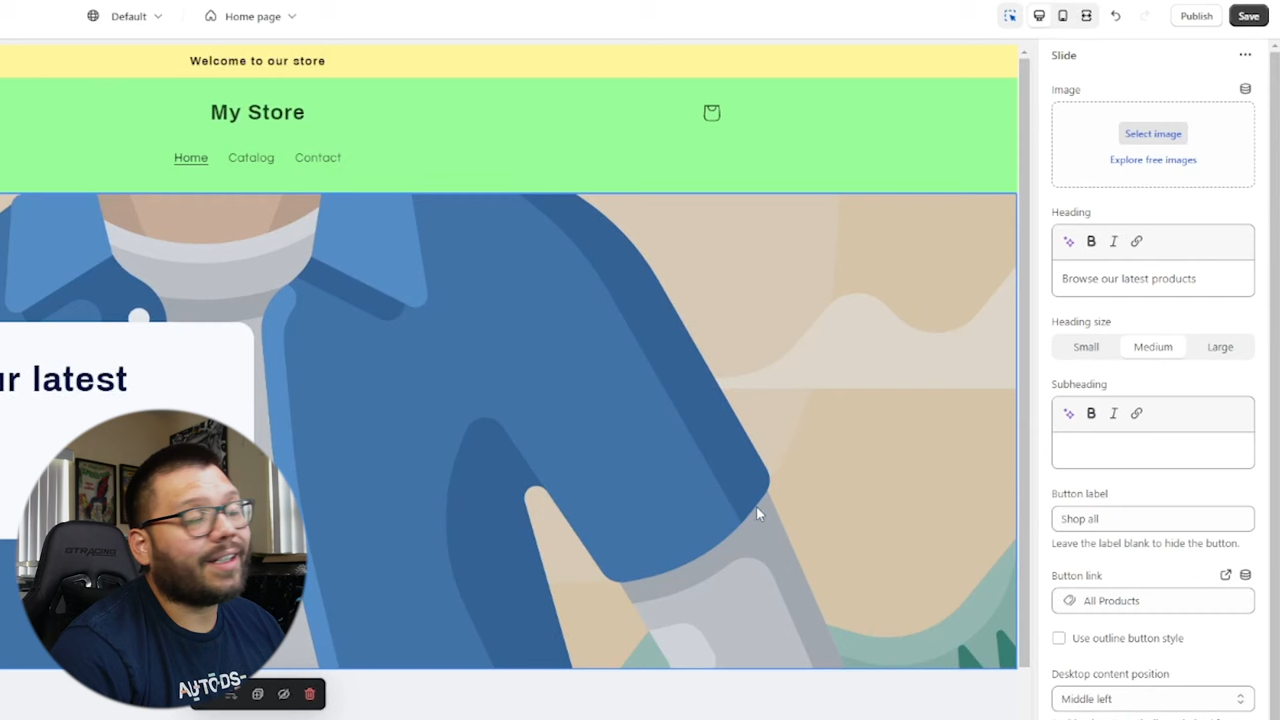 Default
Home page
Publish
Save
Welcome to our store
Slide
Image
My Store
Select image
Explore free images
Home
Catalog
Contact
Heading
Browse our latest products
Heading size
Small
Medium
Large
ur latest
Subheading
Button label
Shop all
Leave the label blank to hide the button.
GTRACING
Button link
All Products
Use outline button style
Desktop content position
AUTODS
Middle left